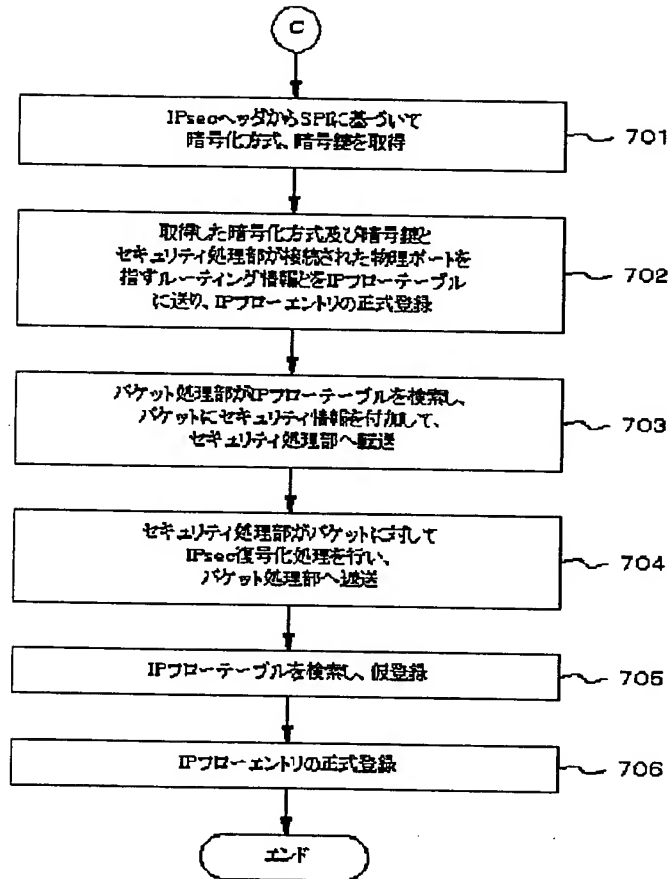 C
IPsecヘッダからSPIに基づいて
暗号化方式、暗号鍵を取得
701
取得した暗号化方式及び暗号鍵と
セキュリティ処理部が接続された物理ポートを
指すルーティング情報とをIPフローテーブル
に送り、IPフローエントリの正式登録
702
パケット処理部がIPフローテーブルを検索し、
パケットにセキュリティ情報を付加して、
セキュリティ処理部へ転送
703
セキュリティ処理部がパケットに対して
IPsec復号化処理を行い、
パケット処理部へ返送
704
IPフローテーブルを検索し、仮登録
705
IPフローエントリの正式登録
706
エンド